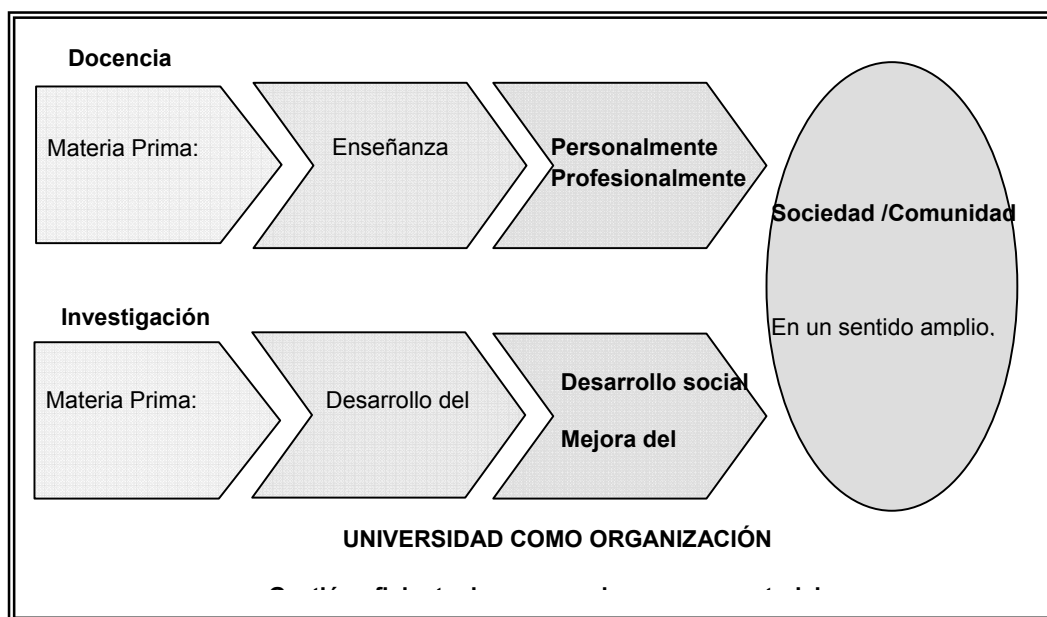 Docencia
Materia Prima:
Enseñanza
Personalmente
Profesionalmente
Sociedad /Comunidad
En un sentido amplio.
Investigación
Materia Prima:
Desarrollo del
Desarrollo social
Mejora del
UNIVERSIDAD COMO ORGANIZACIÓN